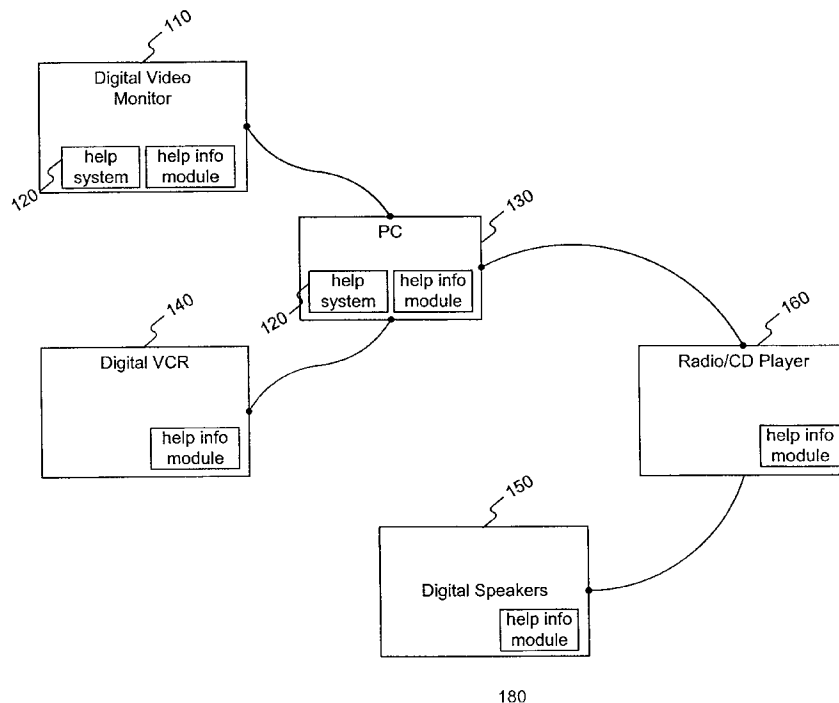 110
Digital Video
Monitor
help
system
help info
module
120
130
PC
help
system
help info
module
120
140
Digital VCR
help info
module
160
Radio/CD Player
help info
module
150
Digital Speakers
help info
module
180